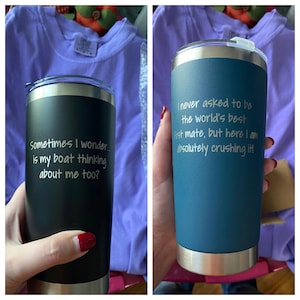 Sometimes I wonder...
is my boat thinking
about me too?
I never asked to be
the world's best
mate, but here I am
absolutely crushing it!